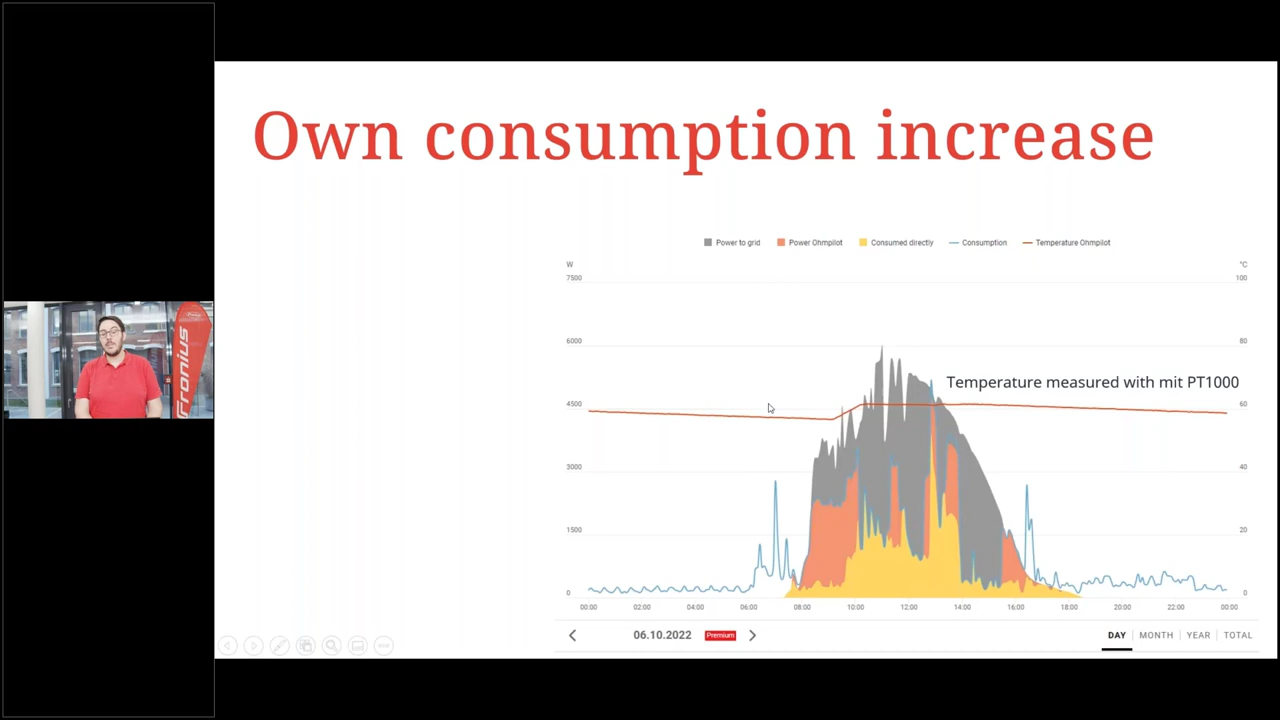 Own consumption increase
Power to grid
Power Ohmpilot
Consumed directly
Consumption
Temperature Ohmpilot
W
°C
7500
100
6000
80
Temperature measured with mit PT1000
4500
60
3000
40
1500
20
0
0
00:00
02:00
04:00
06:00
08:00
10:00
12:00
14:00
16:00
18:00
20:00
22:00
00:00
06.10.2022
Premium
DAY
MONTH
YEAR
TOTAL
Fronius